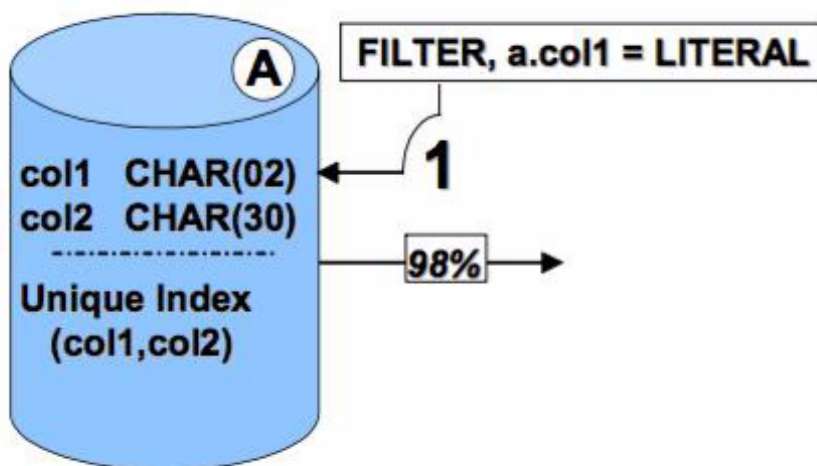 A
FILTER, a.col1 = LITERAL
1
col1 CHAR(02)
col2 CHAR(30)
98%
Unique Index
(col1,col2)